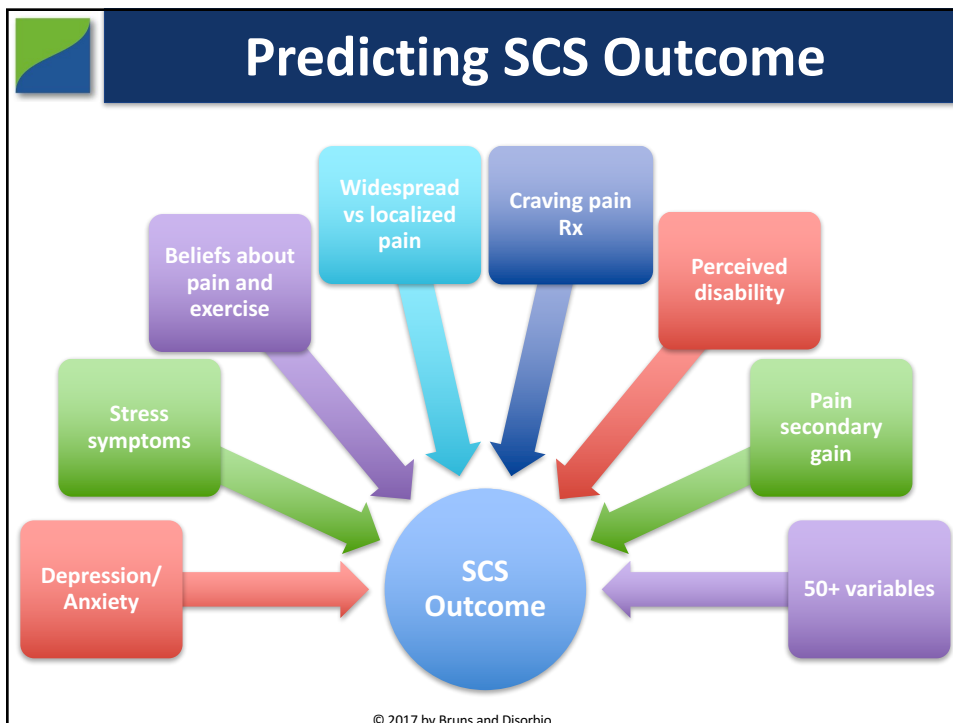 Predicting SCS Outcome
Widespread
vs localized
pain
Craving pain
Rx
Beliefs about
pain and
exercise
Perceived
disability
Stress
symptoms
Pain
secondary
gain
Depression/
Anxiety
SCS
Outcome
50+ variables
© 2017 by Bruns and Disorbio